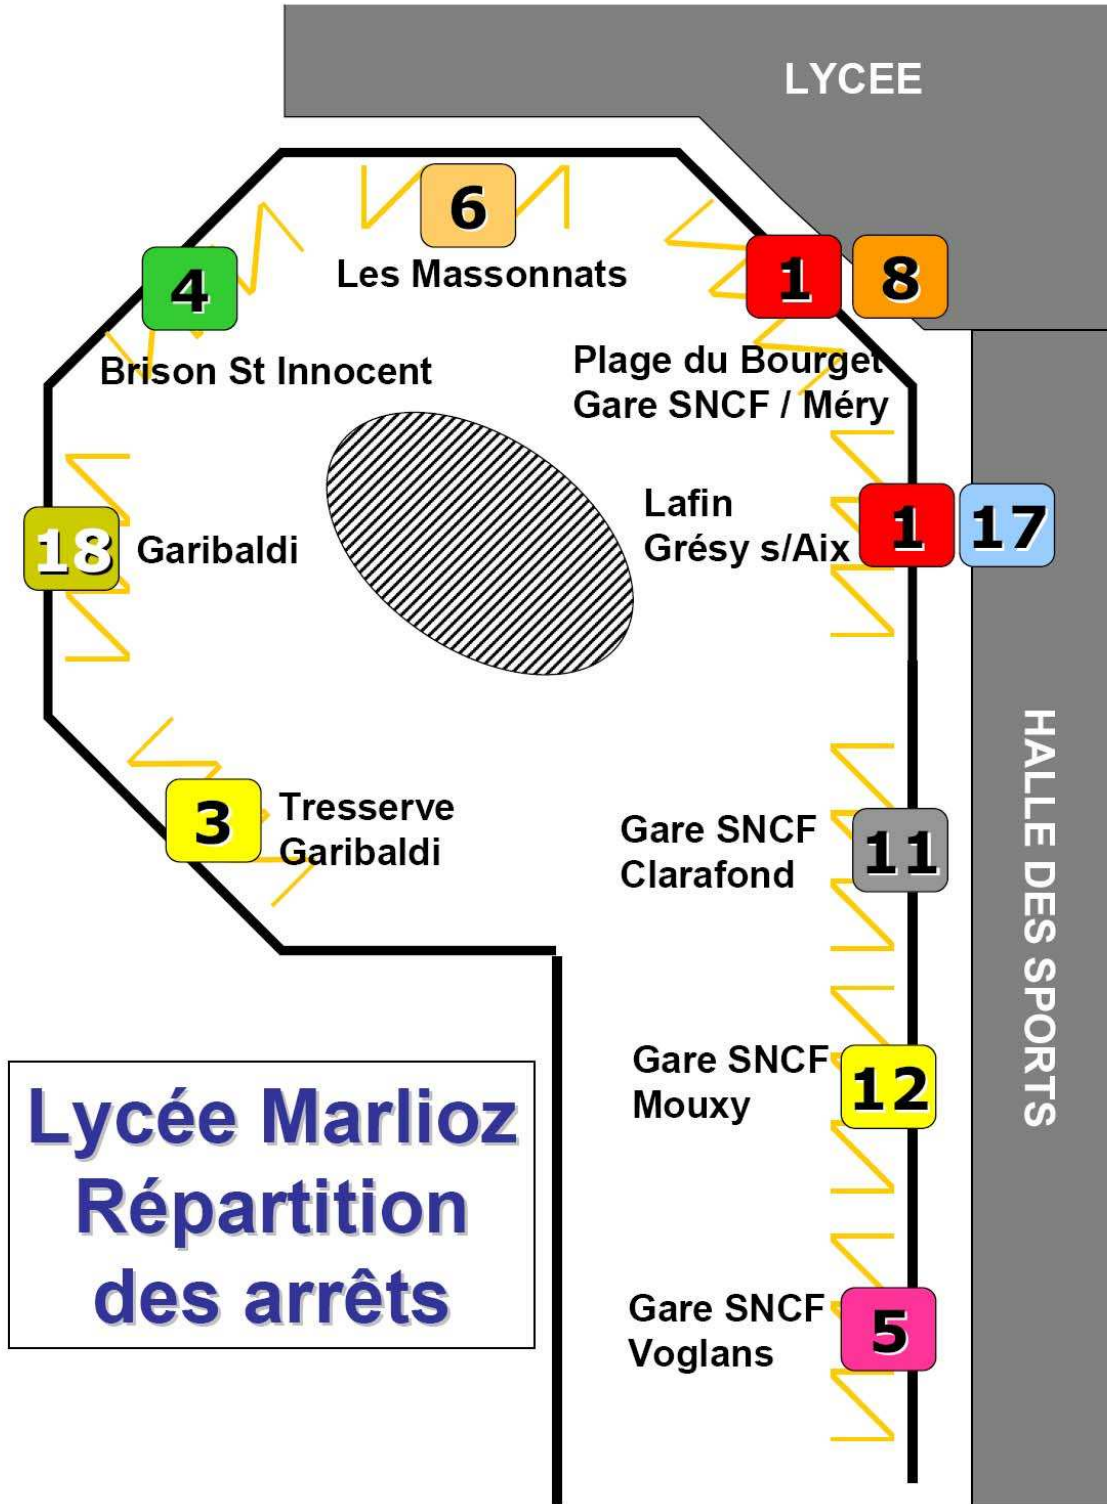 LYCEE
6
Les Massonnats
4
Brison St Innocent
1 8
Plage du Bourget
Gare SNCF / Méry
Lafin
Grésy s/Aix
1 17
18 Garibaldi
3
Tresserve
Garibaldi
Gare SNCF
Clarafond
11
HALLE DES SPORTS
Gare SNCF
Mouxy
12
Gare SNCF
Voglans
5
Lycée Marlioz
Répartition
des arrêts